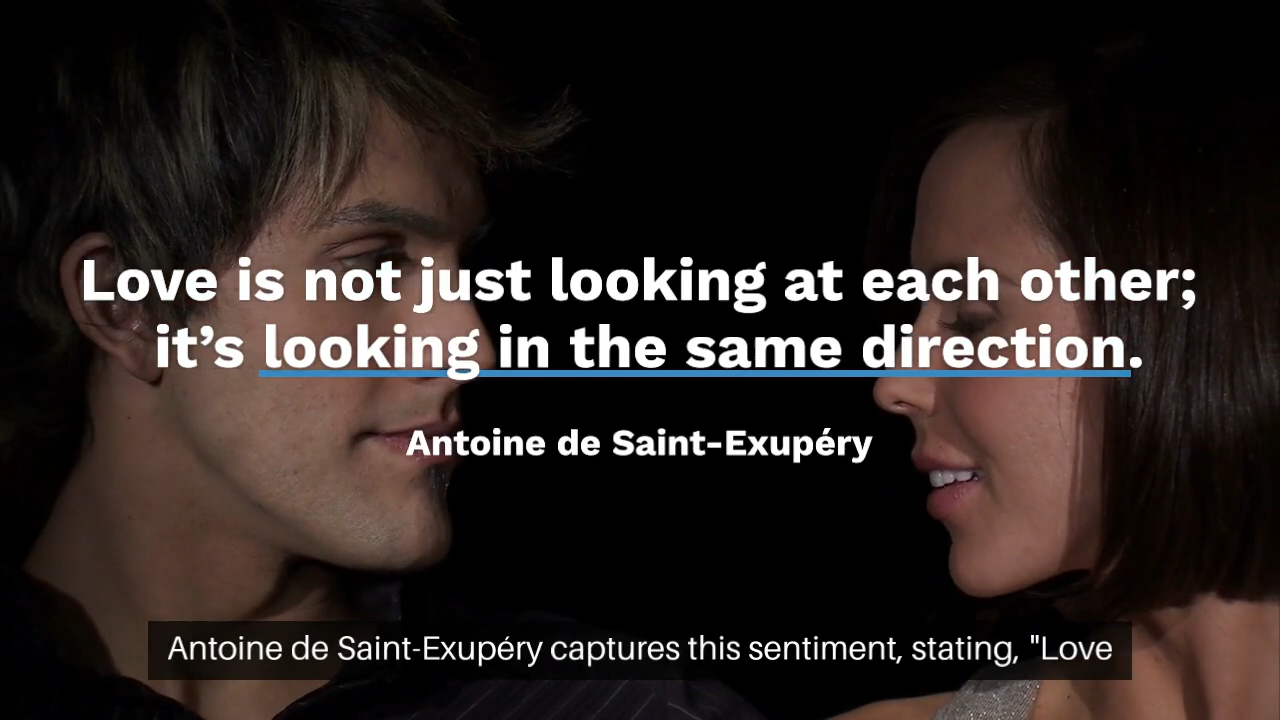 Love is not just looking at each other;
it’s looking in the same direction.
Antoine de Saint-Exupéry
Antoine de Saint-Exupéry captures this sentiment, stating, "Love